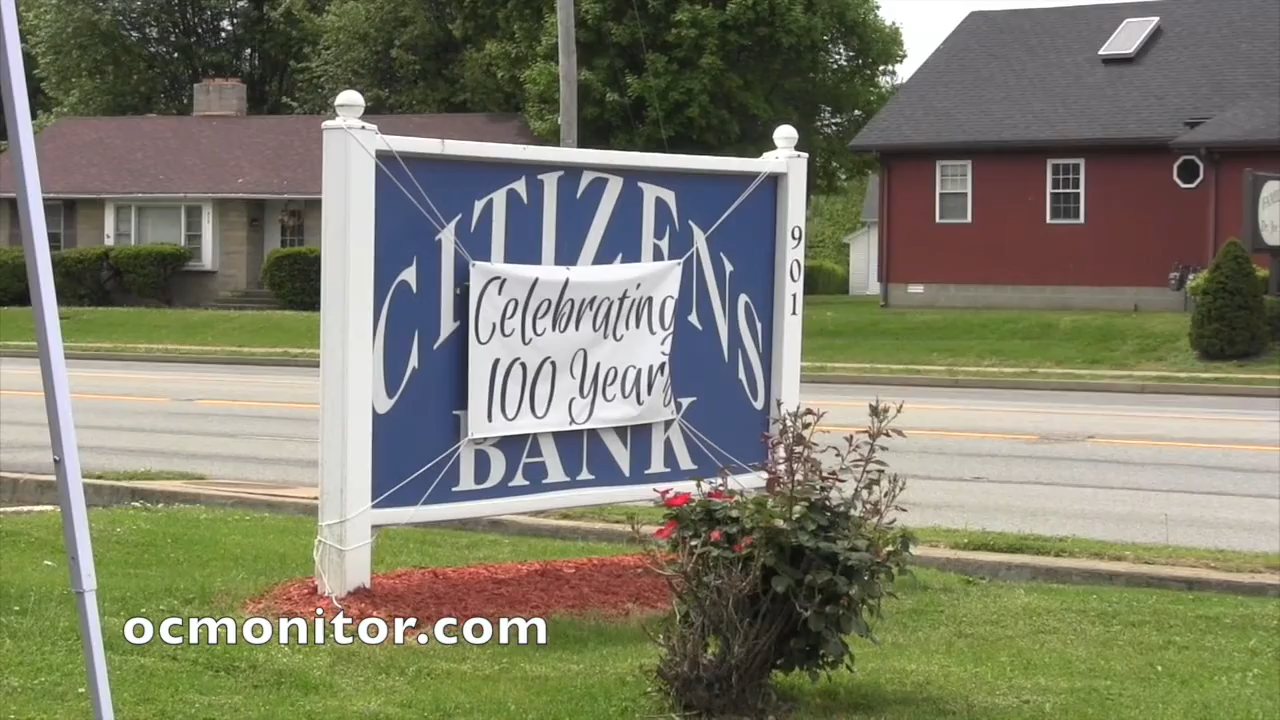 CITIZENS
Celebrating
100 Years
BANK
901
ocmonitor.com